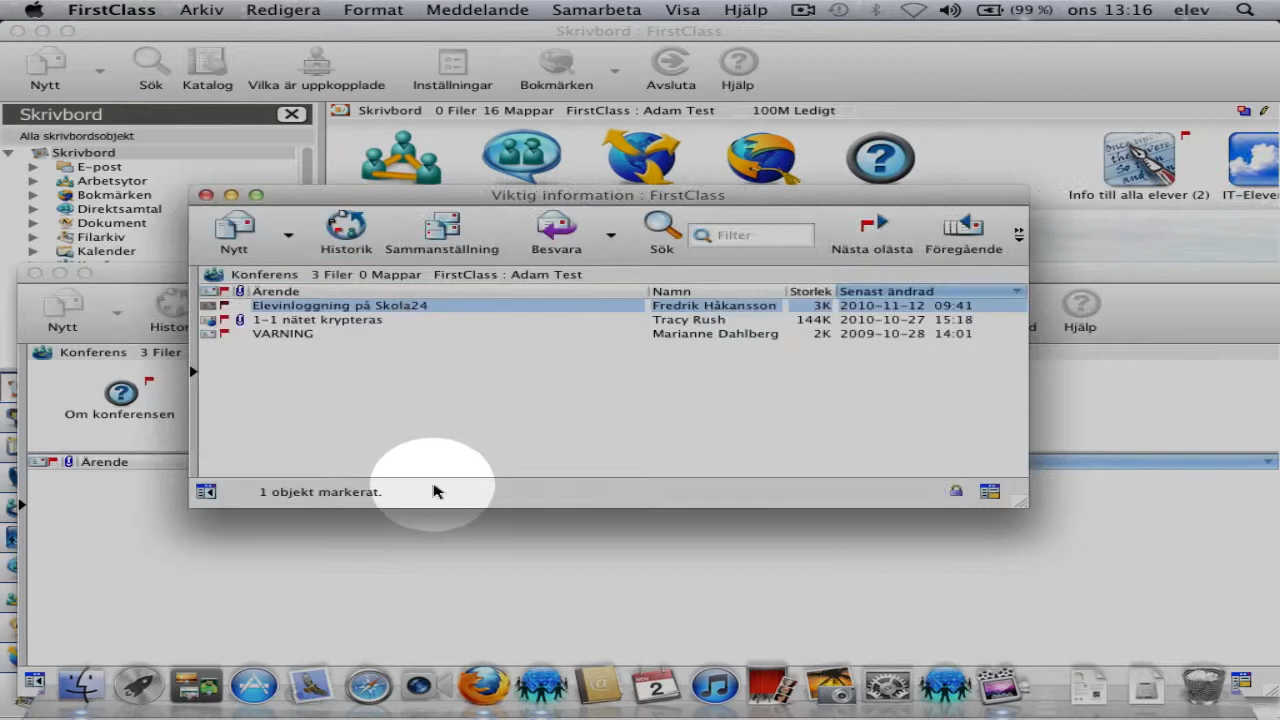 FirstClass Arkiv Redigera Format Meddelande Samarbeta Visa Hjälp (99 %) ons 13:16 elev
Skrivbord : FirstClass
Nytt Sök Katalog Vilka är uppkopplade Inställningar Bokmärken Avsluta Hjälp
Skrivbord
Skrivbord 0 Filer 16 Mappar FirstClass : Adam Test 100M Ledigt
Alla skrivbordsobjekt
Skrivbord
E-post
Arbetsytor
Bokmärken
Direktsamtal
Dokument
Filarkiv
Kalender
Info till alla elever (2) IT-Elever
Viktig information : FirstClass
Nytt Historik Sammanställning Besvara Sök Filter Nästa olästa Föregående
Konferens 3 Filer 0 Mappar FirstClass : Adam Test
Ärende Namn Storlek Senast ändrad
Elevinloggning på Skola24 Fredrik Håkansson 3K 2010-11-12 09:41
1-1 nätet krypteras Tracy Rush 144K 2010-10-27 15:18
VARNING Marianne Dahlberg 2K 2009-10-28 14:01
1 objekt markerat.
Nytt Histor d Hjälp
Konferens 3 Filer
Om konferensen
Ärende
2